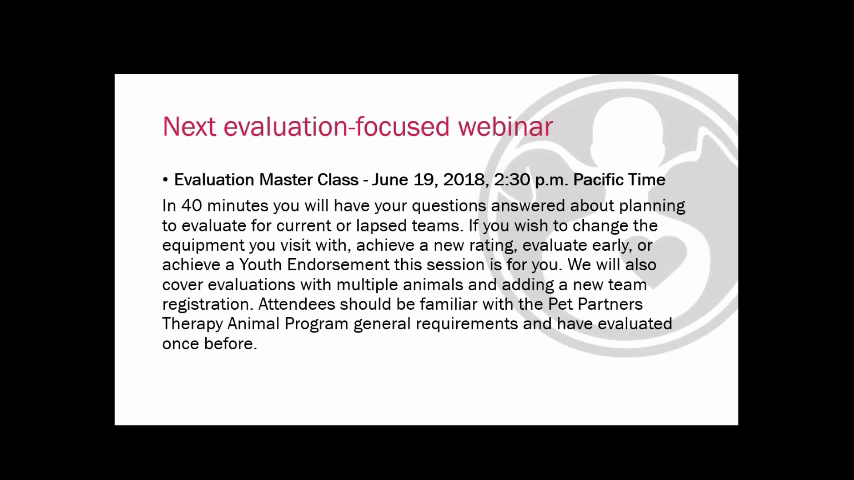 Next evaluation-focused webinar
• Evaluation Master Class - June 19, 2018, 2:30 p.m. Pacific Time
In 40 minutes you will have your questions answered about planning
to evaluate for current or lapsed teams. If you wish to change the
equipment you visit with, achieve a new rating, evaluate early, or
achieve a Youth Endorsement this session is for you. We will also
cover evaluations with multiple animals and adding a new team
registration. Attendees should be familiar with the Pet Partners
Therapy Animal Program general requirements and have evaluated
once before.